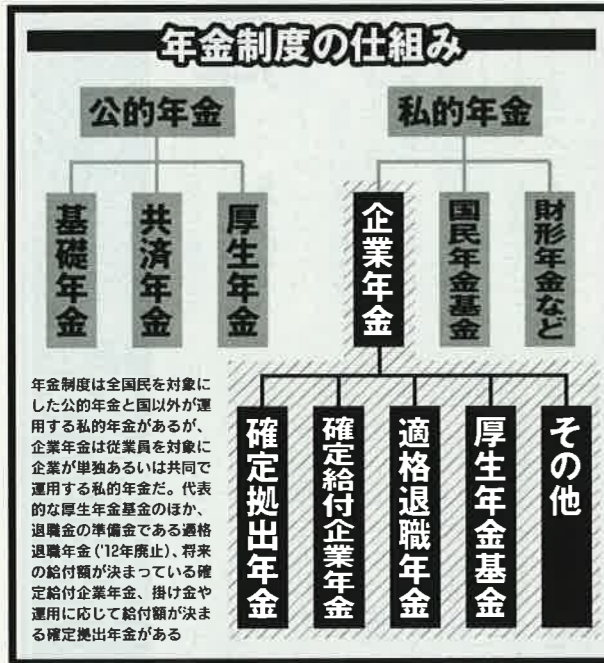 年金制度の仕組み
公的年金
私的年金
基礎年金
共済年金
厚生年金
企業年金
国民年金基金
財形年金など
年金制度は全国民を対象に
した公的年金と国以外が運
用する私的年金があるが、
企業年金は従業員を対象に
企業が単独あるいは共同で
運用する私的年金だ。代表
的な厚生年金基金のほか、
退職金の準備金である適格
退職年金('12年廃止)、将来
の給付額が決まっている確
定給付企業年金、掛け金や
運用に応じて給付額が決ま
る確定拠出年金がある
確定拠出年金
確定給付企業年金
適格退職年金
厚生年金基金
その他